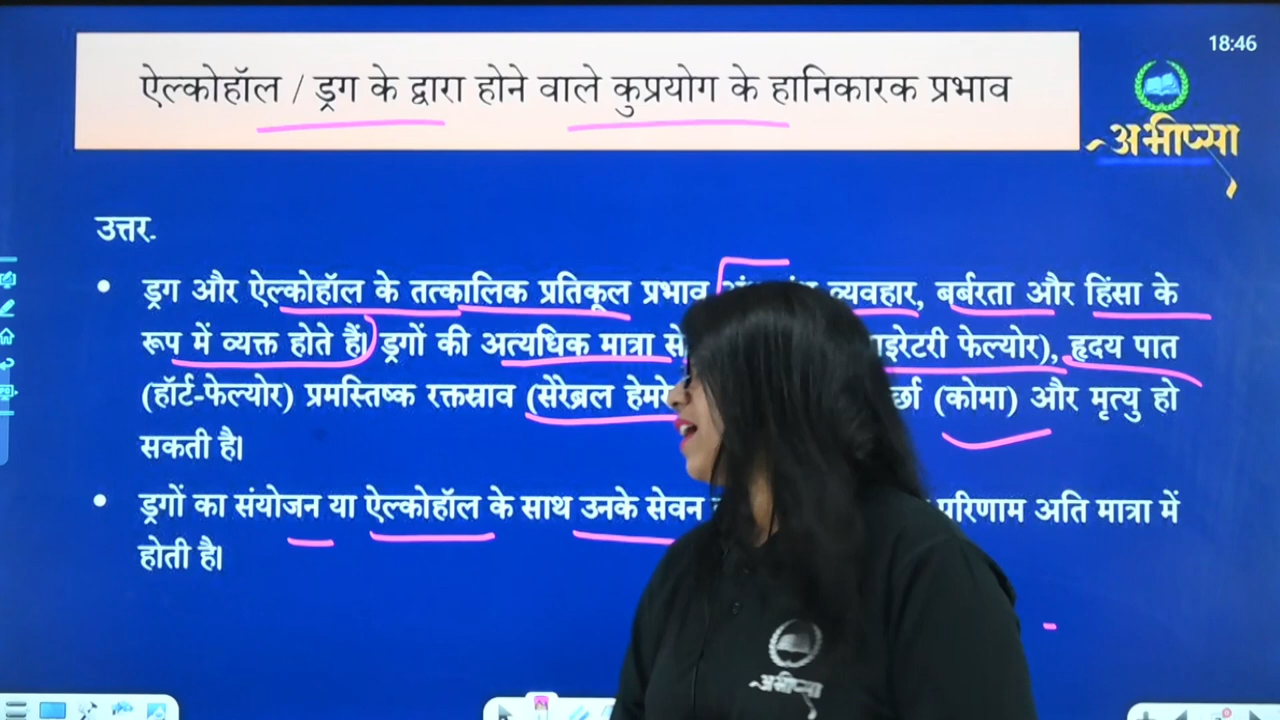 18:46
ऐल्कोहॉल / ड्रग के द्वारा होने वाले कुप्रयोग के हानिकारक प्रभाव
अभीप्सा
उत्तर-
• ड्रग और ऐल्कोहॉल के तत्कालिक प्रतिकूल प्रभाव व्यवहार, बर्बरता और हिंसा के
रूप में व्यक्त होते हैं। ड्रगों की अत्यधिक मात्रा से फेल्योर), हृदय पात
(हॉर्ट-फेल्योर) प्रमस्तिष्क रक्तस्राव (सेरेब्रल (कोमा) और मृत्यु हो
सकती है।
• ड्रगों का संयोजन या ऐल्कोहॉल के साथ उनके सेवन परिणाम अति मात्रा में
होती है।
अभीप्सा